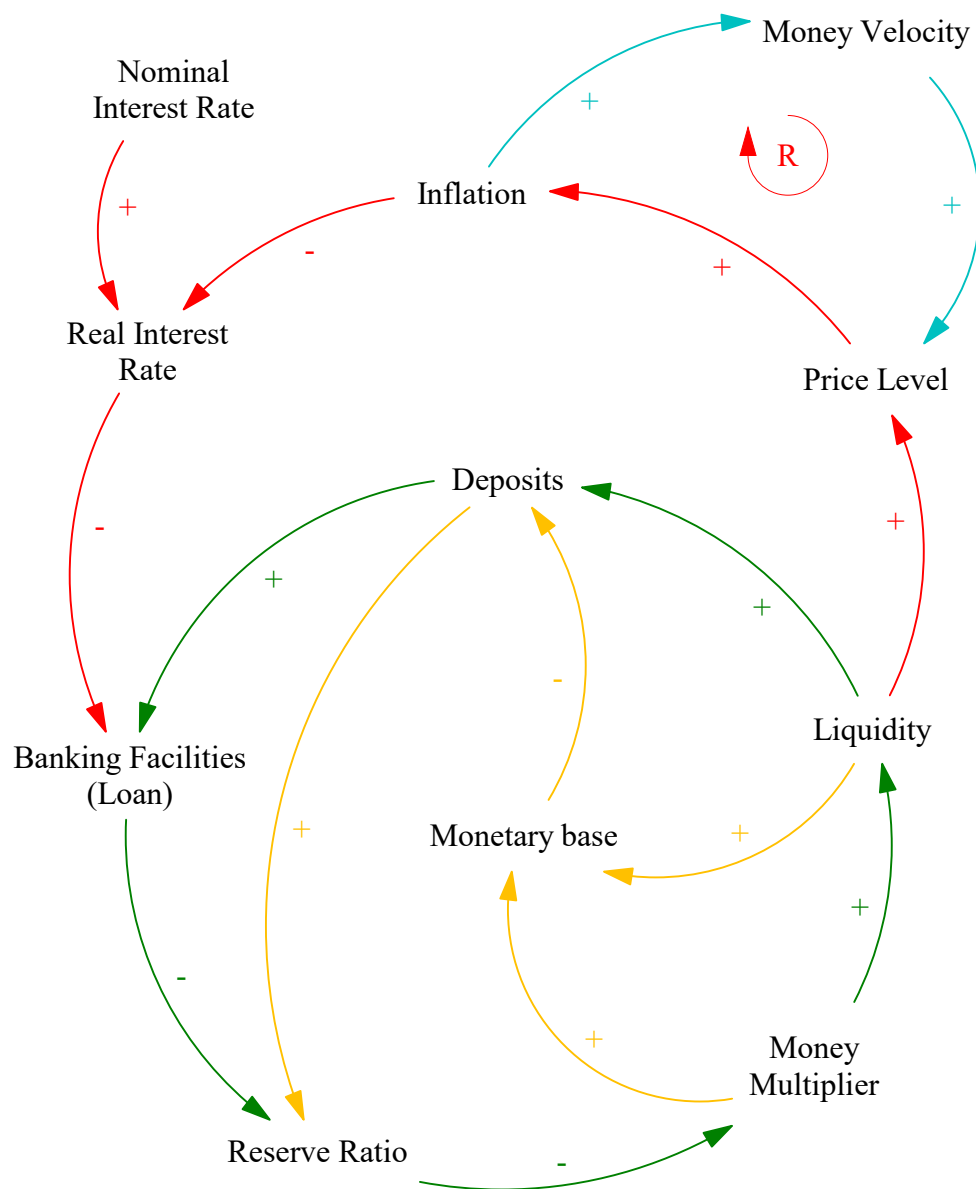 Money Velocity
Nominal
Interest Rate
+
R
Inflation
+
+
-
+
Real Interest
Rate
Price Level
Deposits
-
+
+
+
-
Liquidity
Banking Facilities
(Loan)
+
Monetary base
+
+
-
+
Money
Multiplier
Reserve Ratio
-